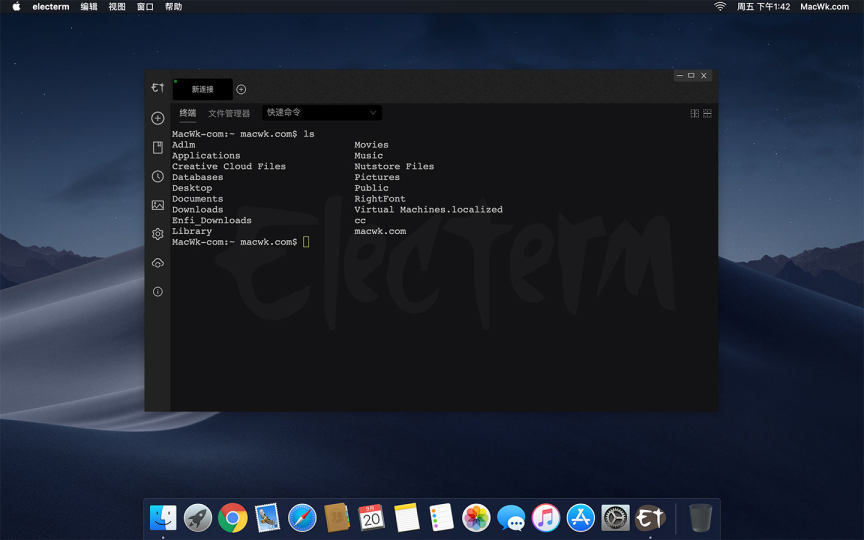 electerm 编辑 视图 窗口 帮助 周五 下午1:42 MacWk.com
新连接
终端 文件管理器 快速命令
MacWk-com:~ macwk.com$ ls
Adlm Movies
Applications Music
Creative Cloud Files Nutstore Files
Databases Pictures
Desktop Public
Documents RightFont
Downloads Virtual Machines.localized
Enfi_Downloads cc
Library macwk.com
MacWk-com:~ macwk.com$
Electerm
9月
20